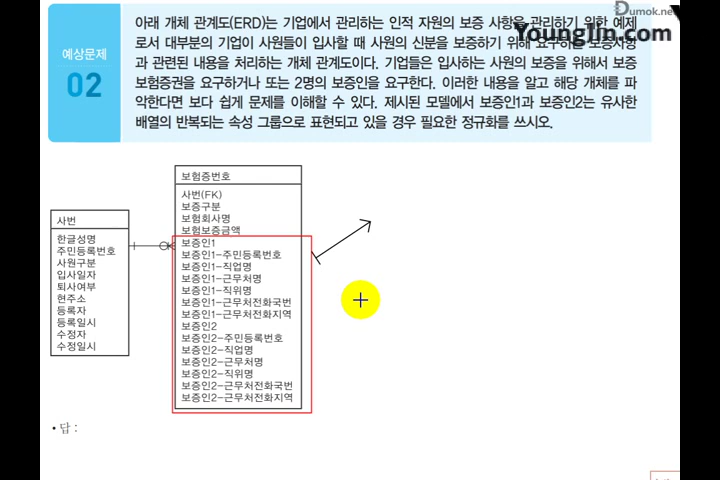 Dumok.ne
YoungJin.com
예상문제
02
아래 개체 관계도(ERD)는 기업에서 관리하는 인적 자원의 보증 사항을 관리하기 위한 예제
로서 대부분의 기업이 사원들이 입사할 때 사원의 신분을 보증하기 위해 요구하는 보증사항
과 관련된 내용을 처리하는 개체 관계도이다. 기업들은 입사하는 사원의 보증을 위해서 보증
보험증권을 요구하거나 또는 2명의 보증인을 요구한다. 이러한 내용을 알고 해당 개체를 파
악한다면 보다 쉽게 문제를 이해할 수 있다. 제시된 모델에서 보증인1과 보증인2는 유사한
배열의 반복되는 속성 그룹으로 표현되고 있을 경우 필요한 정규화를 쓰시오.
사번
한글성명
주민등록번호
사원구분
입사일자
퇴사여부
현주소
등록자
등록일시
수정자
수정일시
보험증번호
사번(FK)
보증구분
보험회사명
보험보증금액
보증인1
보증인1-주민등록번호
보증인1-직업명
보증인1-근무처명
보증인1-직위명
보증인1-근무처전화국번
보증인1-근무처전화지역
보증인2
보증인2-주민등록번호
보증인2-직업명
보증인2-근무처명
보증인2-직위명
보증인2-근무처전화국번
보증인2-근무처전화지역
• 답 :